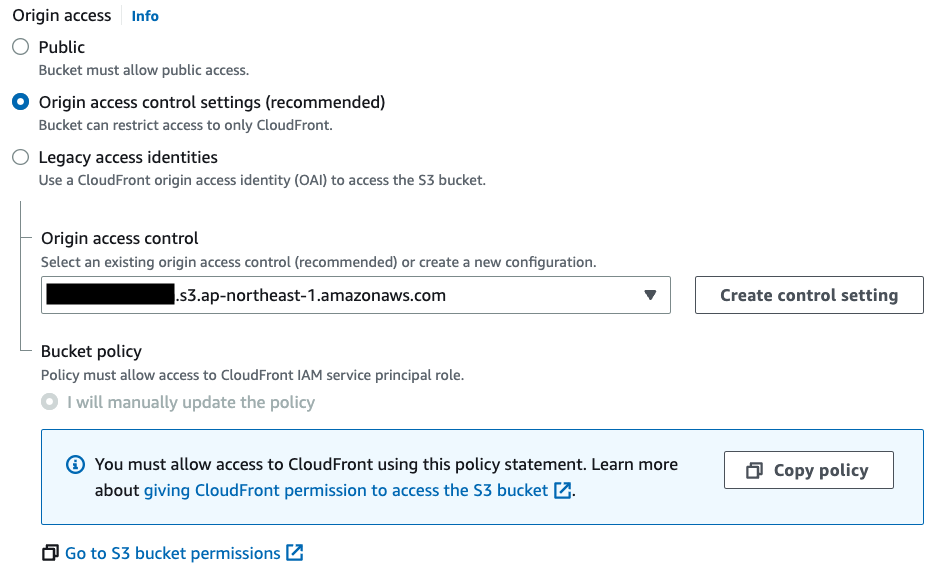 Origin access Info
Public
Bucket must allow public access.
Origin access control settings (recommended)
Bucket can restrict access to only CloudFront.
Legacy access identities
Use a CloudFront origin access identity (OAI) to access the S3 bucket.
Origin access control
Select an existing origin access control (recommended) or create a new configuration.
.s3.ap-northeast-1.amazonaws.com
Create control setting
Bucket policy
Policy must allow access to CloudFront IAM service principal role.
I will manually update the policy
You must allow access to CloudFront using this policy statement. Learn more
about giving CloudFront permission to access the S3 bucket.
Copy policy
Go to S3 bucket permissions